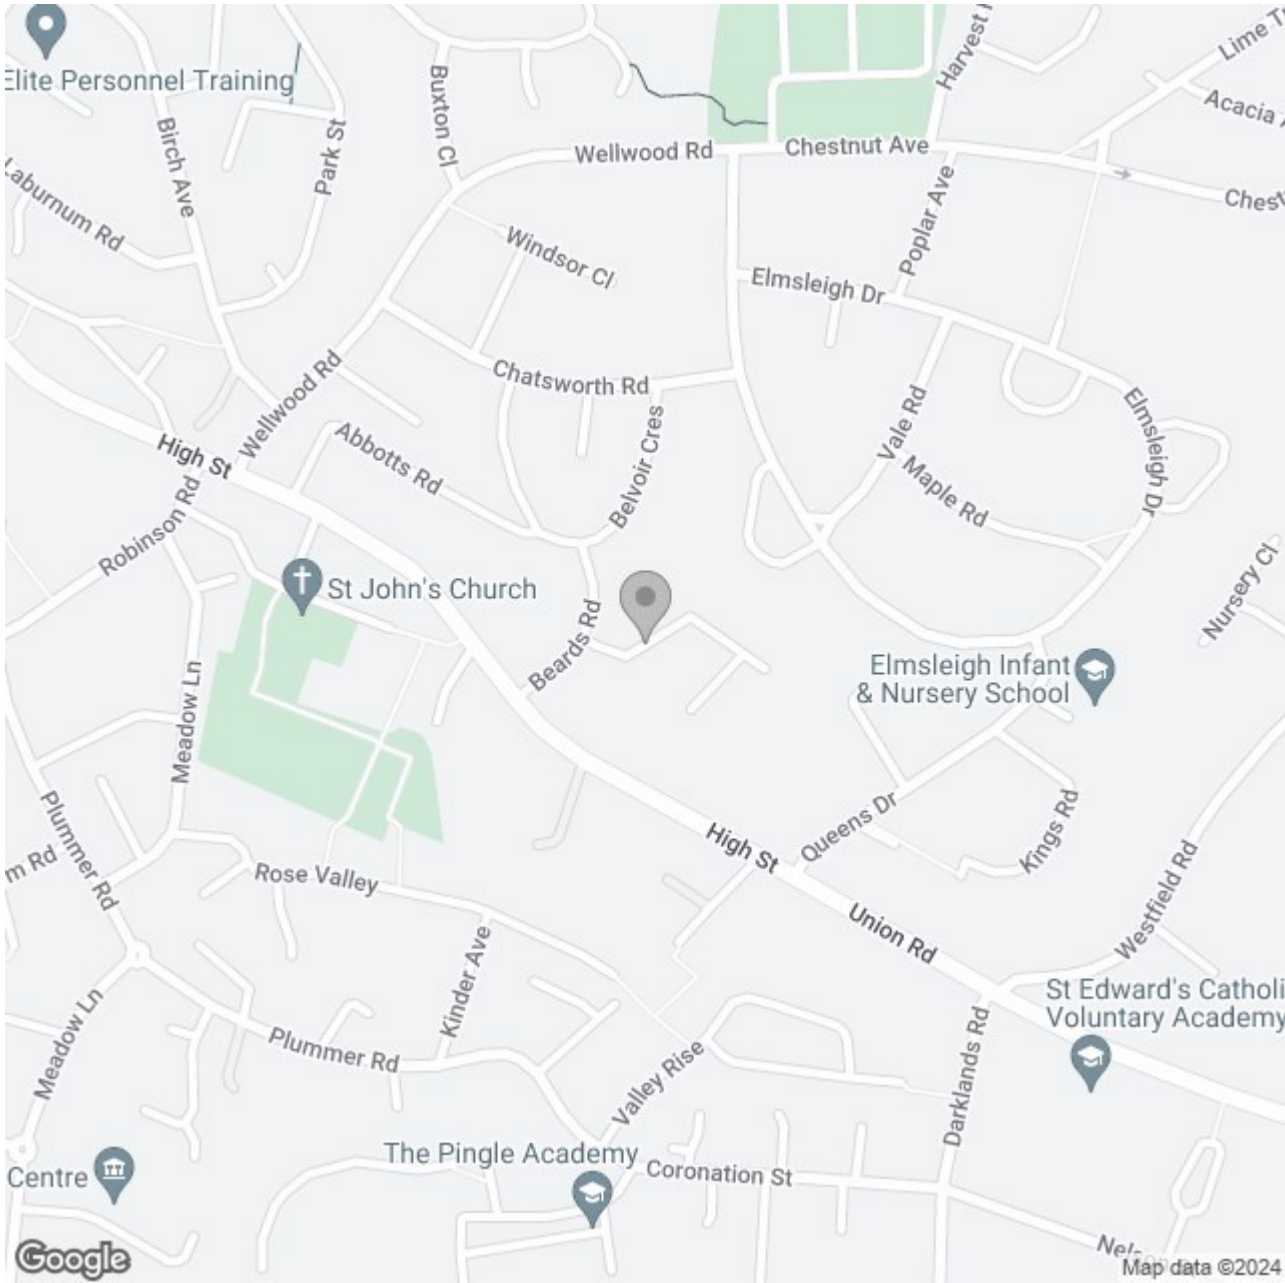 Elite Personnel Training
Buxton Cl
Birch Ave
Park St
Laburnum Rd
Wellwood Rd
Chestnut Ave
Lime
Acacia
Poplar Ave
Windsor Cl
Elmsleigh Dr
Wellwood Rd
Chatsworth Rd
Abbotts Rd
High St
Belvoir Cres
Vale Rd
Maple Rd
Elmsleigh Dr
Robinson Rd
St John's Church
Beards Rd
Nursery Cl
Elmsleigh Infant
& Nursery School
Meadow Ln
Plummer Rd
Rose Valley
High St
Queens Dr
Kings Rd
Westfield Rd
Union Rd
Kinder Ave
Meadow Ln
Plummer Rd
St Edward's Catholi
Voluntary Academy
Valley Rise
Darklands Rd
The Pingle Academy
Coronation St
Centre
Google
Map data ©2024